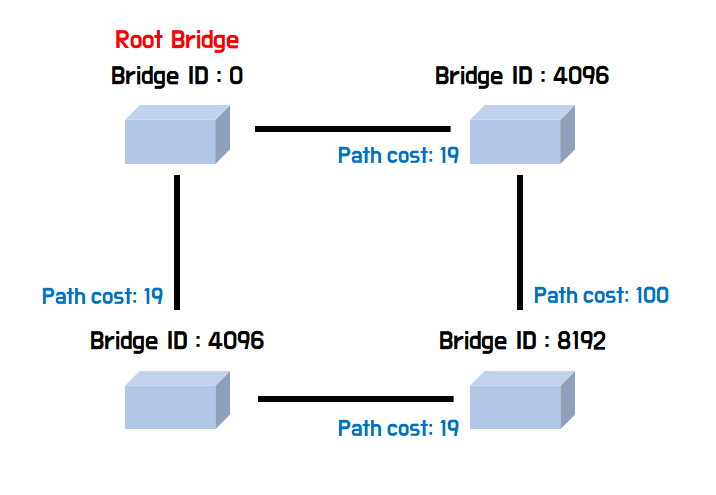 Root Bridge
Bridge ID : 0
Bridge ID : 4096
Path cost: 19
Path cost: 19
Path cost: 100
Bridge ID : 4096
Bridge ID : 8192
Path cost: 19